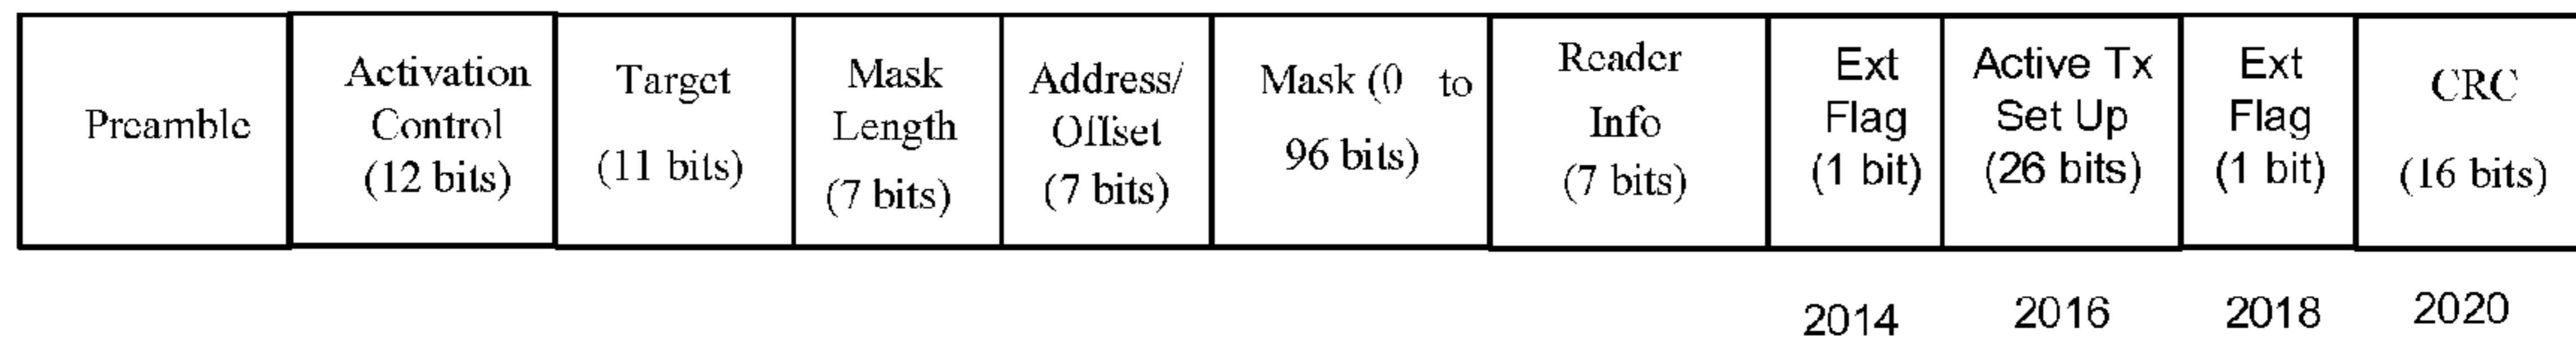 Preamble
Activation
Control
(12 bits)
Target
(11 bits)
Mask
Length
(7 bits)
Address/
Offset
(7 bits)
Mask (0 to
96 bits)
Reader
Info
(7 bits)
Ext
Flag
(1 bit)
Active Tx
Set Up
(26 bits)
Ext
Flag
(1 bit)
CRC
(16 bits)
2014
2016
2018
2020